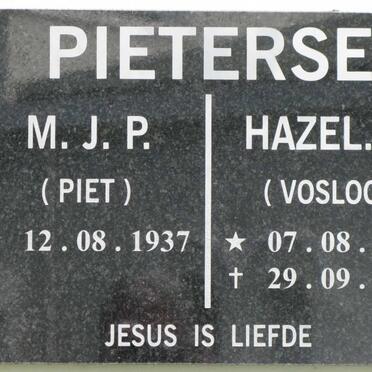 PIETERSE
M. J. P. HAZEL.
( PIET ) ( VOSLOO
12 . 08 . 1937 ★ 07 . 08 .
✝ 29 . 09 .
JESUS IS LIEFDE